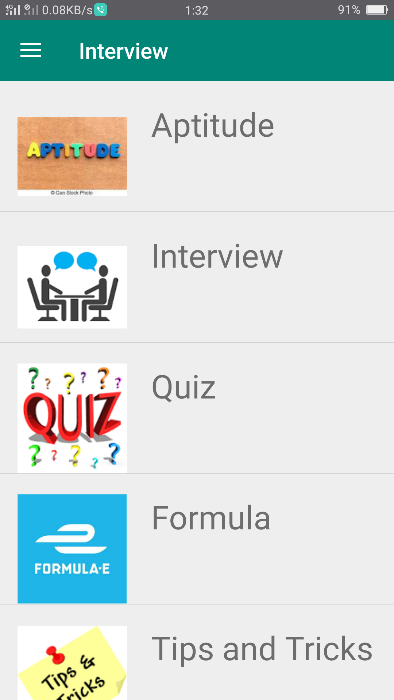 0.08KB/s 1:32 91%
Interview
Aptitude
APTITUDE
© Can Stock Photo
Interview
Quiz
QUIZ
Formula
FORMULA-E
Tips and Tricks
Tips &
Tricks